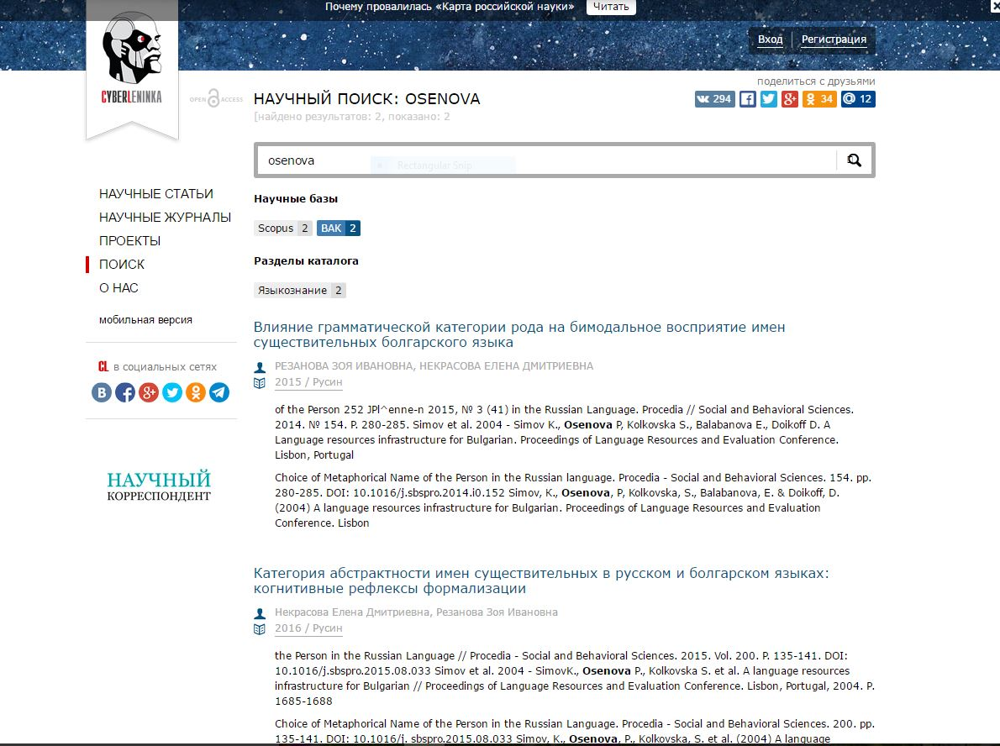 Почему провалилась «Карта российской науки» Читать
Вход Регистрация
CYBERLENINKA
OPEN ACCESS
НАУЧНЫЙ ПОИСК: OSENOVA
[найдено результатов: 2, показано: 2
поделиться с друзьями
294 34 12
osenova
Rectangular Snip
НАУЧНЫЕ СТАТЬИ
НАУЧНЫЕ ЖУРНАЛЫ
ПРОЕКТЫ
ПОИСК
О НАС
мобильная версия
CL в социальных сетях
НАУЧНЫЙ
КОРРЕСПОНДЕНТ
Научные базы
Scopus 2 ВАК 2
Разделы каталога
Языкознание 2
Влияние грамматической категории рода на бимодальное восприятие имен
существительных болгарского языка
РЕЗАНОВА ЗОЯ ИВАНОВНА, НЕКРАСОВА ЕЛЕНА ДМИТРИЕВНА
2015 / Русин
of the Person 252 JPl^enne-n 2015, № 3 (41) in the Russian Language. Procedia // Social and Behavioral Sciences.
2014. № 154. P. 280-285. Simov et al. 2004 - Simov K., Osenova P, Kolkovska S., Balabanova E., Doikoff D. A
Language resources infrastructure for Bulgarian. Proceedings of Language Resources and Evaluation Conference.
Lisbon, Portugal
Choice of Metaphorical Name of the Person in the Russian language. Procedia - Social and Behavioral Sciences. 154. pp.
280-285. DOI: 10.1016/j.sbspro.2014.i0.152 Simov, K., Osenova, P, Kolkovska, S., Balabanova, E. & Doikoff, D.
(2004) A language resources infrastructure for Bulgarian. Proceedings of Language Resources and Evaluation
Conference. Lisbon
Категория абстрактности имен существительных в русском и болгарском языках:
когнитивные рефлексы формализации
Некрасова Елена Дмитриевна, Резанова Зоя Ивановна
2016 / Русин
the Person in the Russian Language // Procedia - Social and Behavioral Sciences. 2015. Vol. 200. P. 135-141. DOI:
10.1016/j.sbspro.2015.08.033 Simov et al. 2004 - SimovK., Osenova P., Kolkovska S. et al. A language resources
infrastructure for Bulgarian // Proceedings of Language Resources and Evaluation Conference. Lisbon, Portugal, 2004. P.
1685-1688
Choice of Metaphorical Name of the Person in the Russian Language. Procedia - Social and Behavioral Sciences. 200. pp.
135-141. DOI: 10.1016/j. sbspro.2015.08.033 Simov, K., Osenova, P., Kolkovska, S. et al. (2004) A language